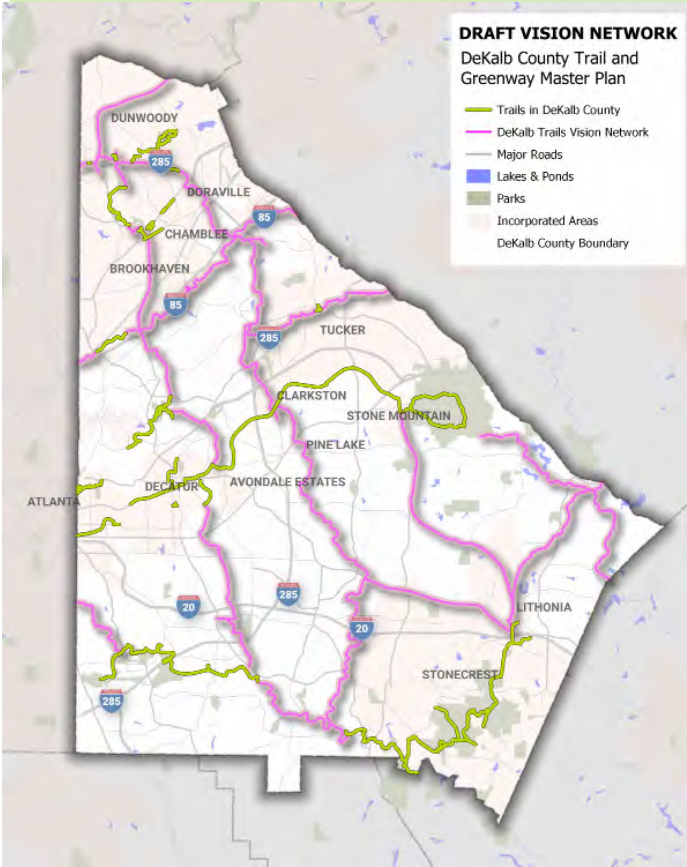 DRAFT VISION NETWORK
DeKalb County Trail and
Greenway Master Plan
Trails in DeKalb County
DeKalb Trails Vision Network
Major Roads
Lakes & Ponds
Parks
Incorporated Areas
DeKalb County Boundary
DUNWOODY
285
DORAVILLE
85
CHAMBLEE
BROOKHAVEN
85
285
TUCKER
CLARKSTON
STONE MOUNTAIN
PINE LAKE
DECATUR
AVONDALE ESTATES
ATLANTA
285
20
LITHONIA
20
STONECREST
285